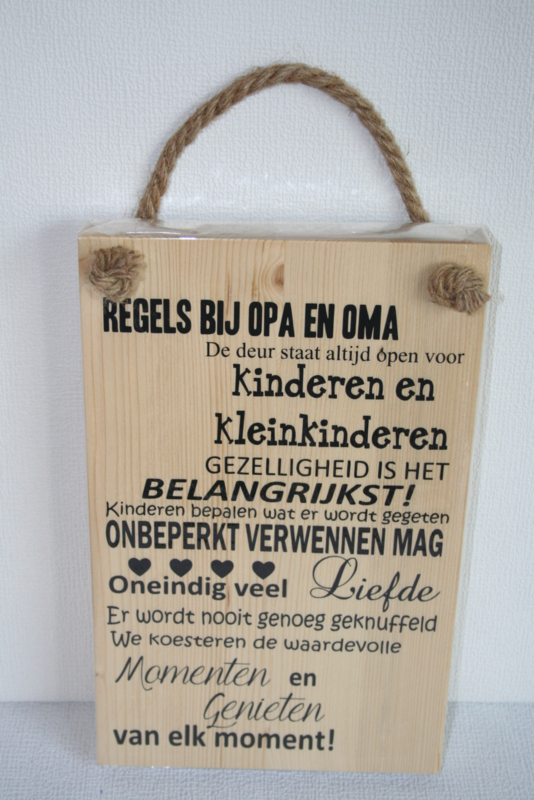 REGELS BIJ OPA EN OMA
De deur staat altijd open voor
kinderen en
kleinkinderen
GEZELLIGHEID IS HET
BELANGRIJKST!
Kinderen bepalen wat er wordt gegeten
ONBEPERKT VERWENNEN MAG
Oneindig veel Liefde
Er wordt nooit genoeg geknuffeld
We koesteren de waardevolle
Momenten en
Genieten
van elk moment!